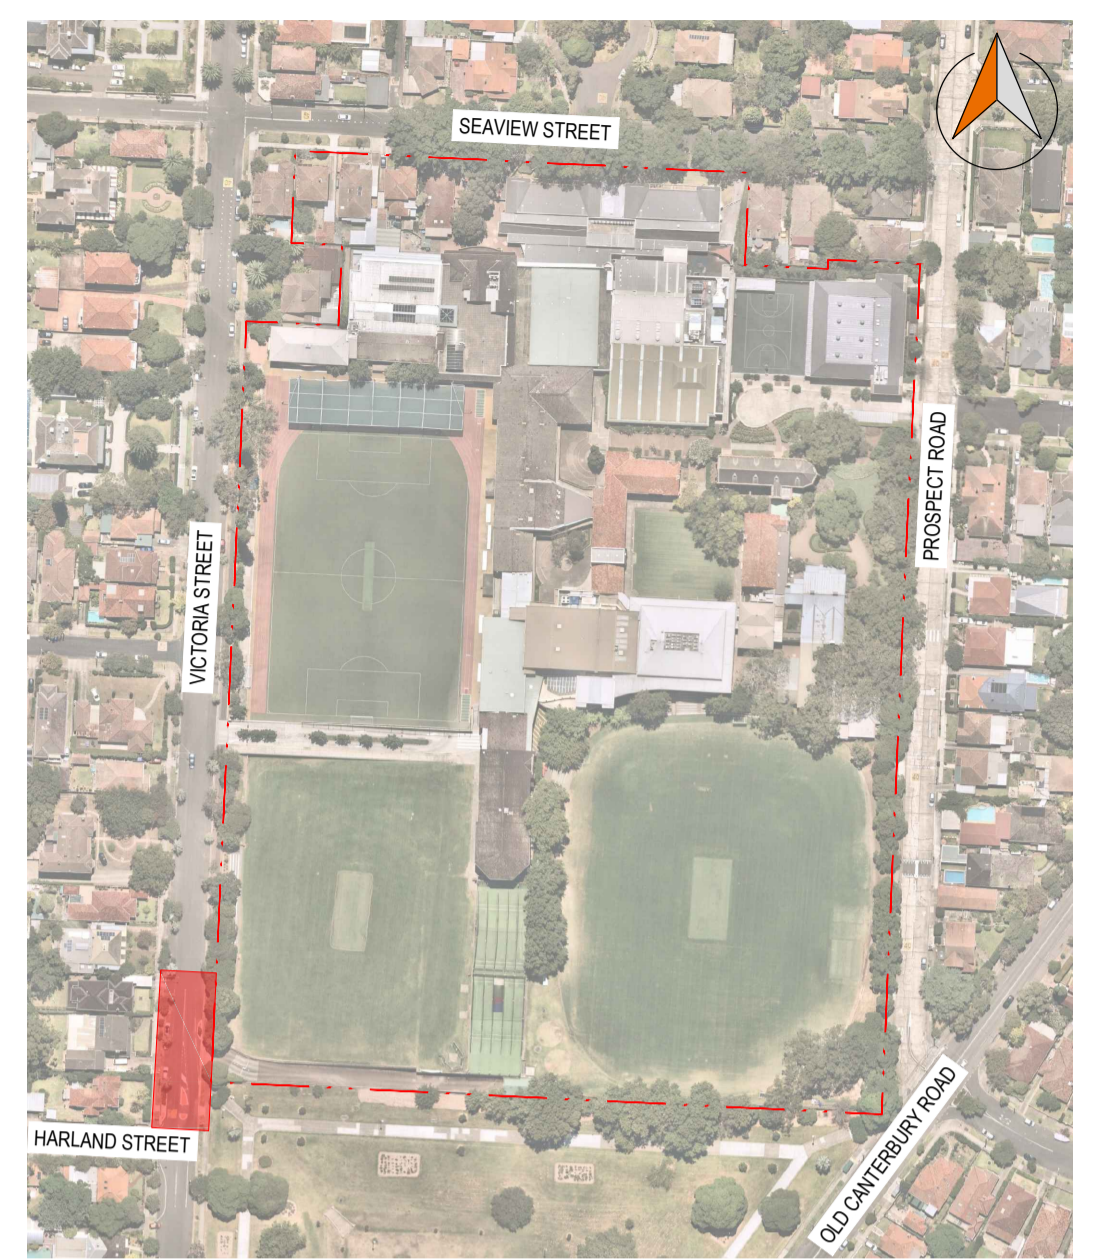 SEAVIEW STREET
PROSPECT ROAD
VICTORIA STREET
HARLAND STREET
OLD CANTERBURY ROAD